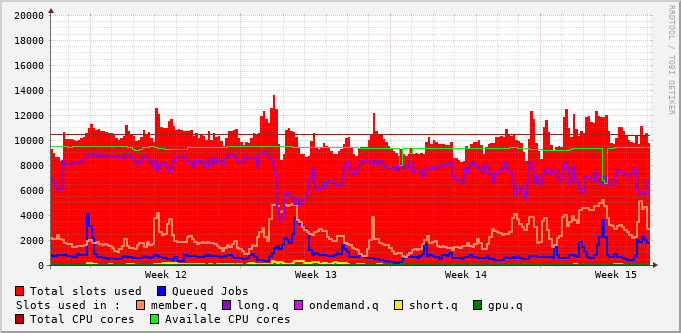 20000
18000
16000
14000
12000
10000
8000
6000
4000
2000
0
Week 12 Week 13 Week 14 Week 15
Total slots used Queued Jobs
Slots used in : member.q long.q ondemand.q short.q gpu.q
Total CPU cores Availale CPU cores
RRDTOOL / TOBI OETIKER